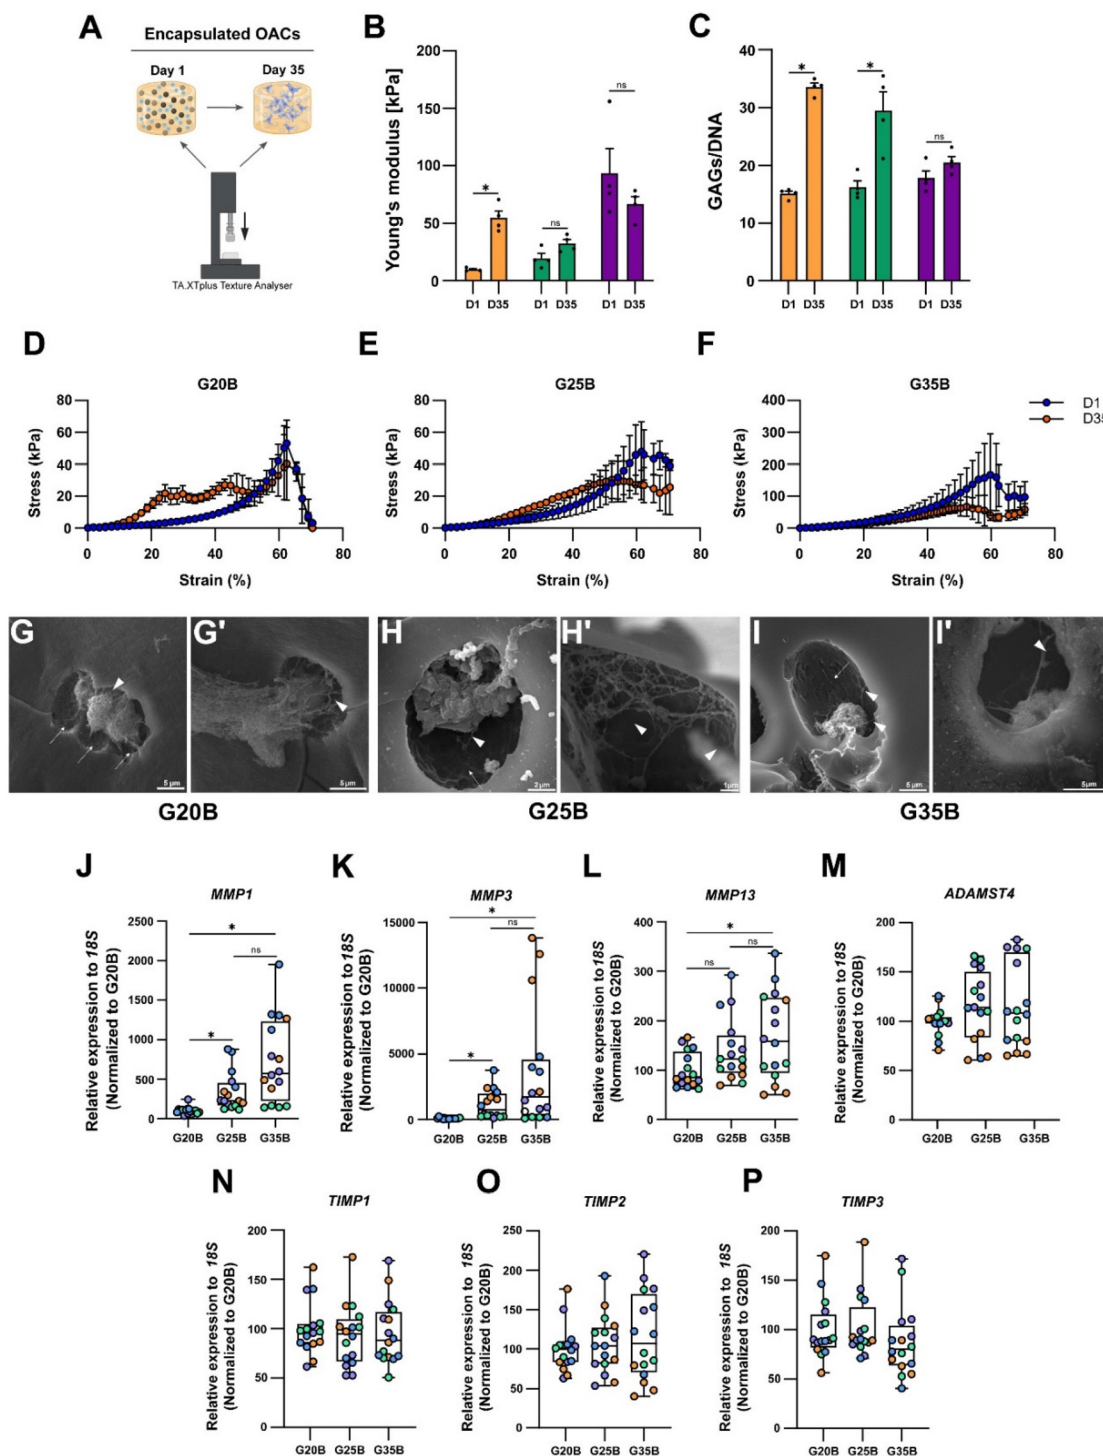 A
Encapsulated OACs
Day 1
Day 35
TA.XTplus Texture Analyser
B
Young's modulus [kPa]
200
150
100
50
0
*
ns
ns
D1 D35 D1 D35 D1 D35
C
GAGs/DNA
40
30
20
10
0
*
*
ns
D1 D35 D1 D35 D1 D35
D
G20B
Stress (kPa)
80
60
40
20
0
0 20 40 60 80
Strain (%)
E
G25B
Stress (kPa)
80
60
40
20
0
0 20 40 60 80
Strain (%)
F
G35B
Stress (kPa)
400
300
200
100
0
0 20 40 60 80
Strain (%)
D1
D35
G
5 µm
G'
5µm
H
2 µm
H'
1µm
I
5 µm
I'
5µm
G20B
G25B
G35B
J
MMP1
Relative expression to 18S
(Normalized to G20B)
2500
2000
1500
1000
500
0
*
ns
*
G20B G25B G35B
K
MMP3
Relative expression to 18S
(Normalized to G20B)
15000
10000
5000
0
*
ns
*
G20B G25B G35B
L
MMP13
Relative expression to 18S
(Normalized to G20B)
400
300
200
100
0
*
ns
ns
G20B G25B G35B
M
ADAMST4
Relative expression to 18S
(Normalized to G20B)
200
150
100
50
0
G20B G25B G35B
N
TIMP1
Relative expression to 18S
(Normalized to G20B)
200
150
100
50
0
G20B G25B G35B
O
TIMP2
Relative expression to 18S
(Normalized to G20B)
250
200
150
100
50
0
G20B G25B G35B
P
TIMP3
Relative expression to 18S
(Normalized to G20B)
200
150
100
50
0
G20B G25B G35B